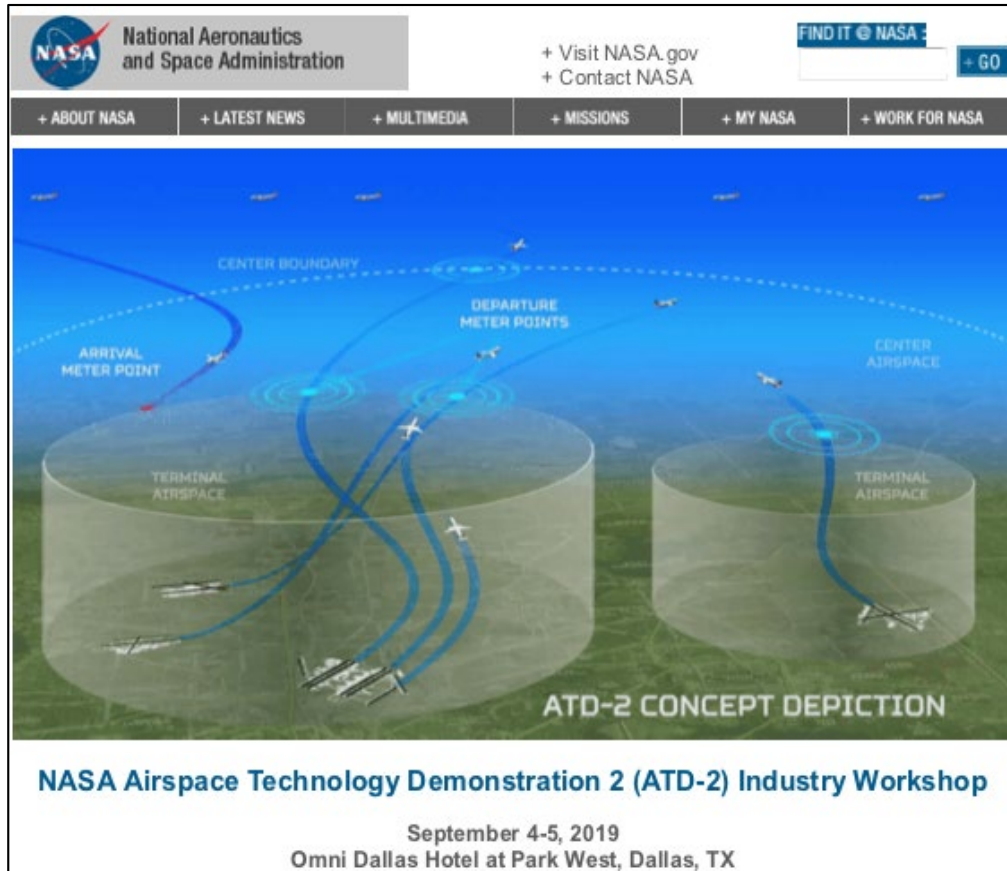 NASA
National Aeronautics
and Space Administration
+ Visit NASA.gov
+ Contact NASA
FIND IT @ NASA :
+ GO
+ ABOUT NASA
+ LATEST NEWS
+ MULTIMEDIA
+ MISSIONS
+ MY NASA
+ WORK FOR NASA
CENTER BOUNDARY
DEPARTURE
METER POINTS
ARRIVAL
METER POINT
CENTER
AIRSPACE
TERMINAL
AIRSPACE
TERMINAL
AIRSPACE
ATD-2 CONCEPT DEPICTION
NASA Airspace Technology Demonstration 2 (ATD-2) Industry Workshop
September 4-5, 2019
Omni Dallas Hotel at Park West, Dallas, TX